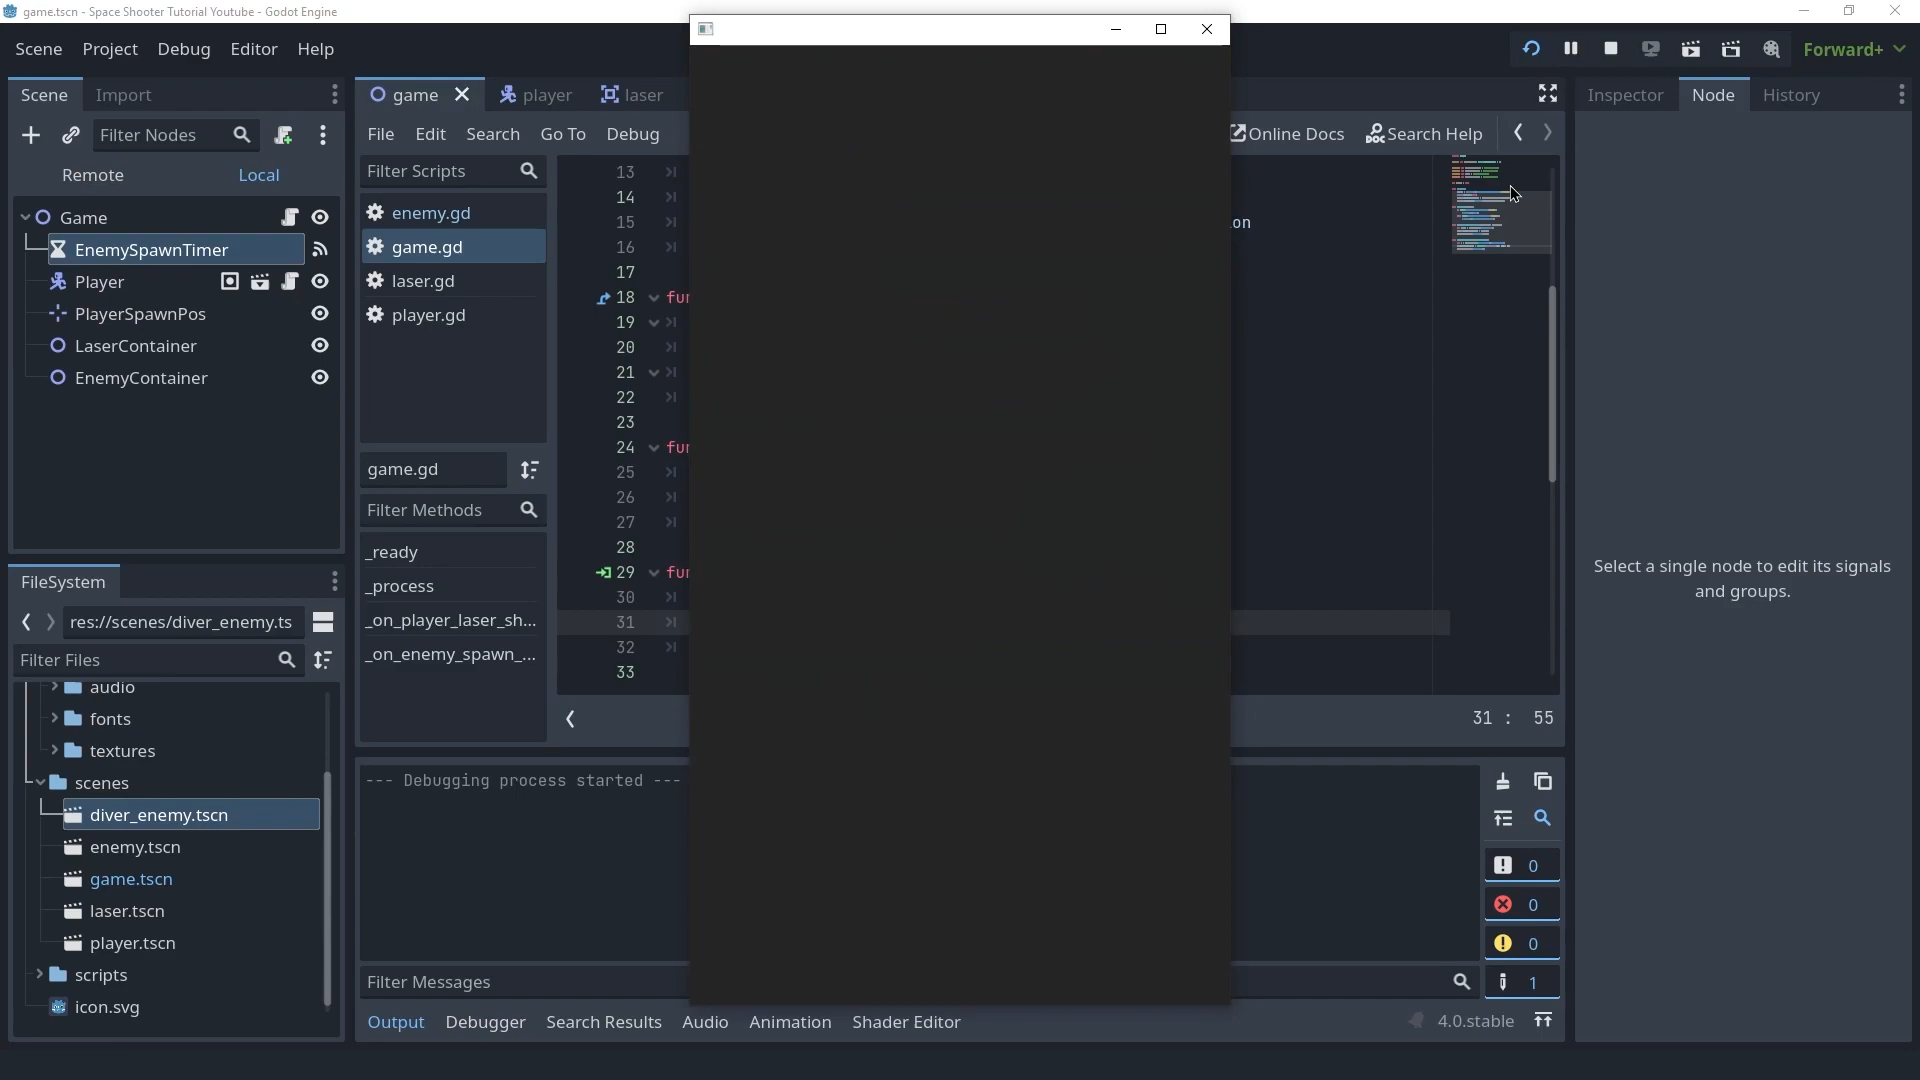 game.tscn - Space Shooter Tutorial Youtube - Godot Engine
Scene Project Debug Editor Help
Forward+
Scene Import
Filter Nodes
Remote Local
Game
EnemySpawnTimer
Player
PlayerSpawnPos
LaserContainer
EnemyContainer
FileSystem
res://scenes/diver_enemy.ts
Filter Files
audio
fonts
textures
scenes
diver_enemy.tscn
enemy.tscn
game.tscn
laser.tscn
player.tscn
scripts
icon.svg
game player laser
File Edit Search Go To Debug
Online Docs Search Help
Filter Scripts
enemy.gd
game.gd
laser.gd
player.gd
game.gd
Filter Methods
_ready
_process
_on_player_laser_sh...
_on_enemy_spawn_...
13
14
15 on
16
17
18 fun
19
20
21
22
23
24 fun
25
26
27
28
29 fun
30
31
32
33
31 : 55
--- Debugging process started ---
0
0
0
1
Filter Messages
Output Debugger Search Results Audio Animation Shader Editor
4.0.stable
Inspector Node History
Select a single node to edit its signals
and groups.